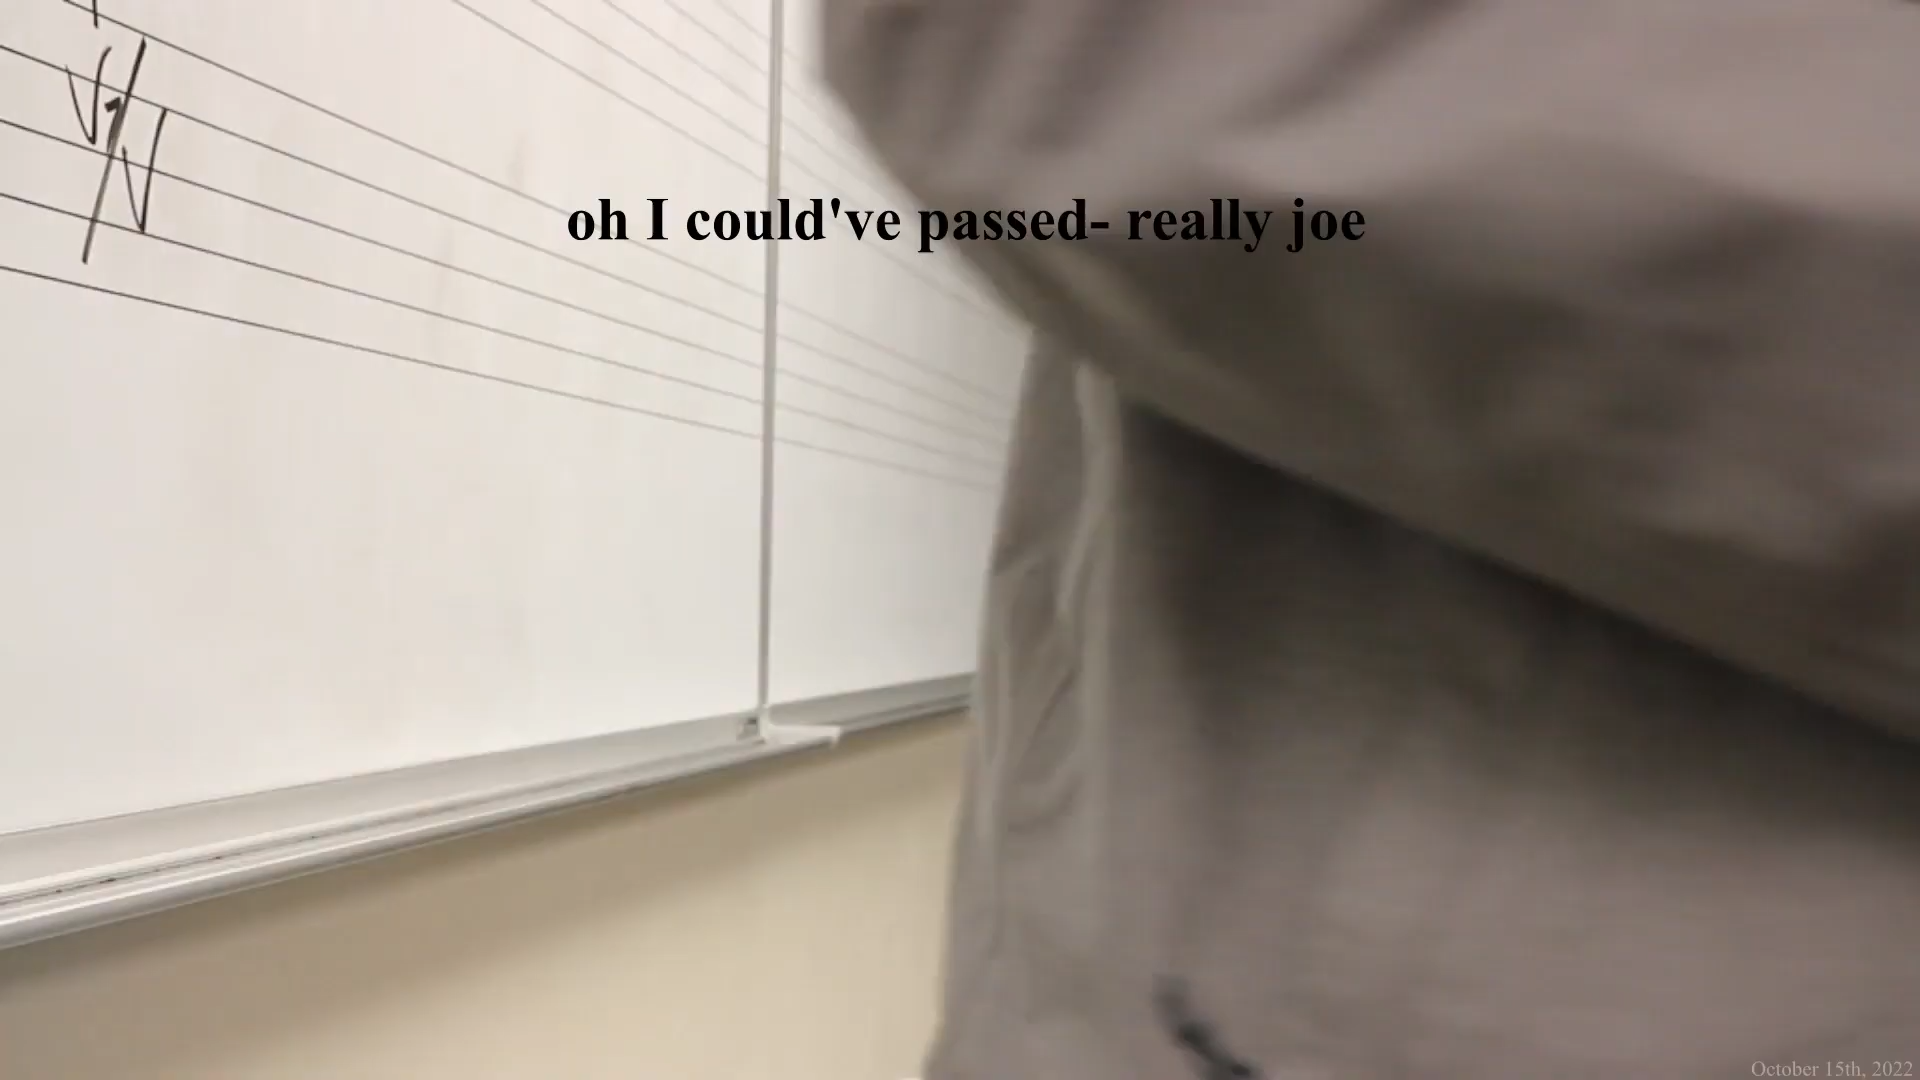 oh I could've passed- really joe
October 15th, 2022